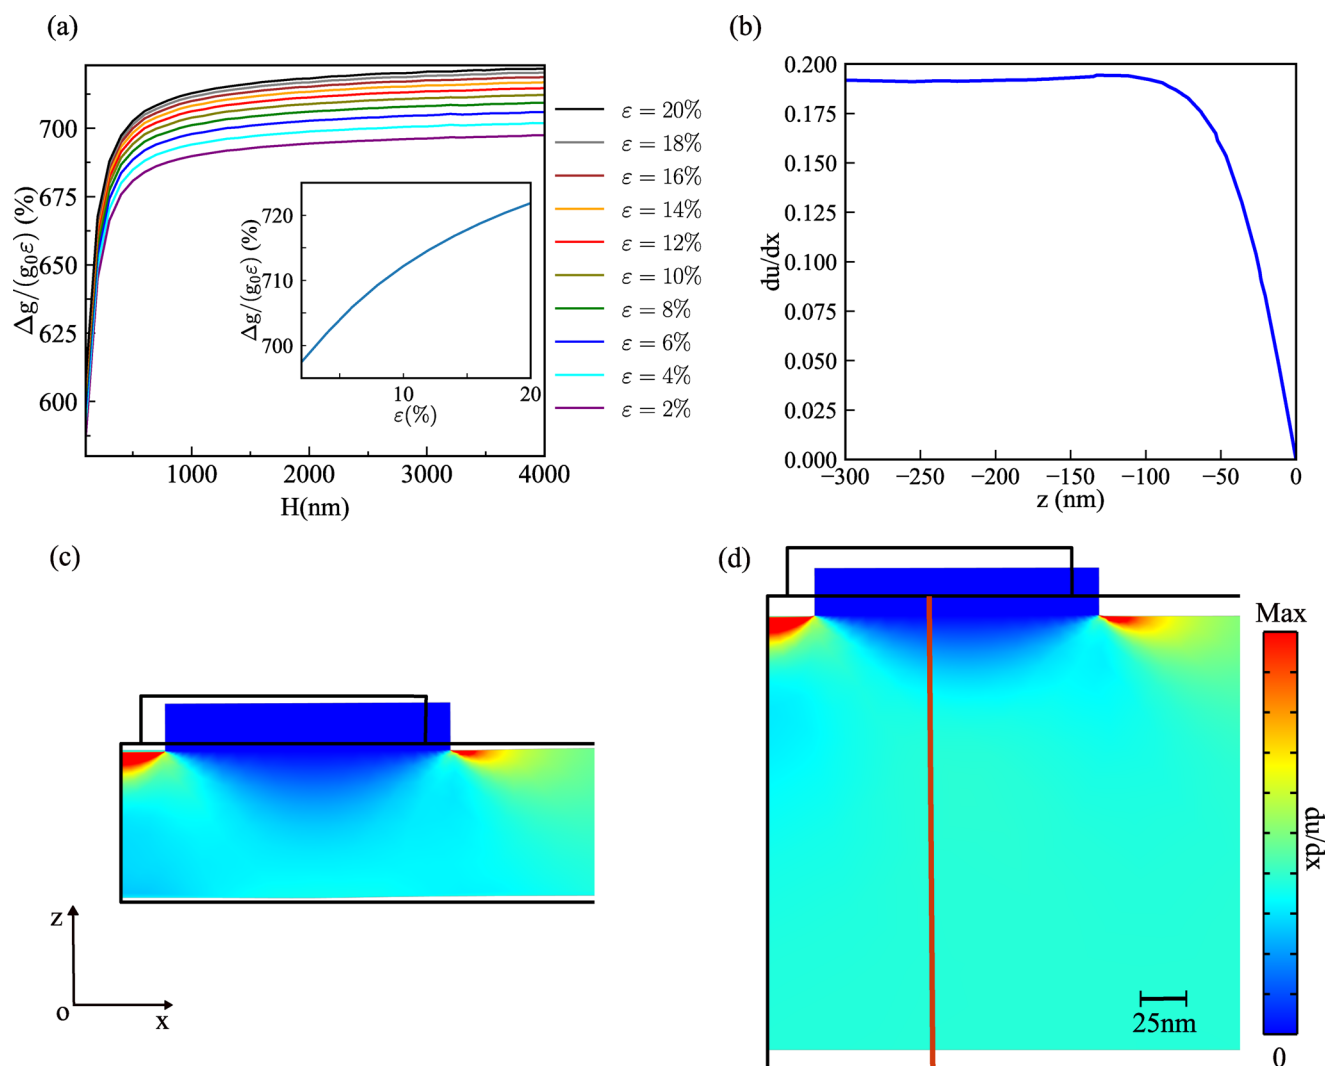 (a)
700
675
650
625
600
Δg/(g₀ε) (%)
1000
2000
3000
4000
H(nm)
720
710
700
Δg/(g₀ε) (%)
10
20
ε(%)
ε = 20%
ε = 18%
ε = 16%
ε = 14%
ε = 12%
ε = 10%
ε = 8%
ε = 6%
ε = 4%
ε = 2%
(b)
0.200
0.175
0.150
0.125
0.100
0.075
0.050
0.025
0.000
du/dx
−300
−250
−200
−150
−100
−50
0
z (nm)
(c)
z
o
x
(d)
25nm
Max
du/dx
0